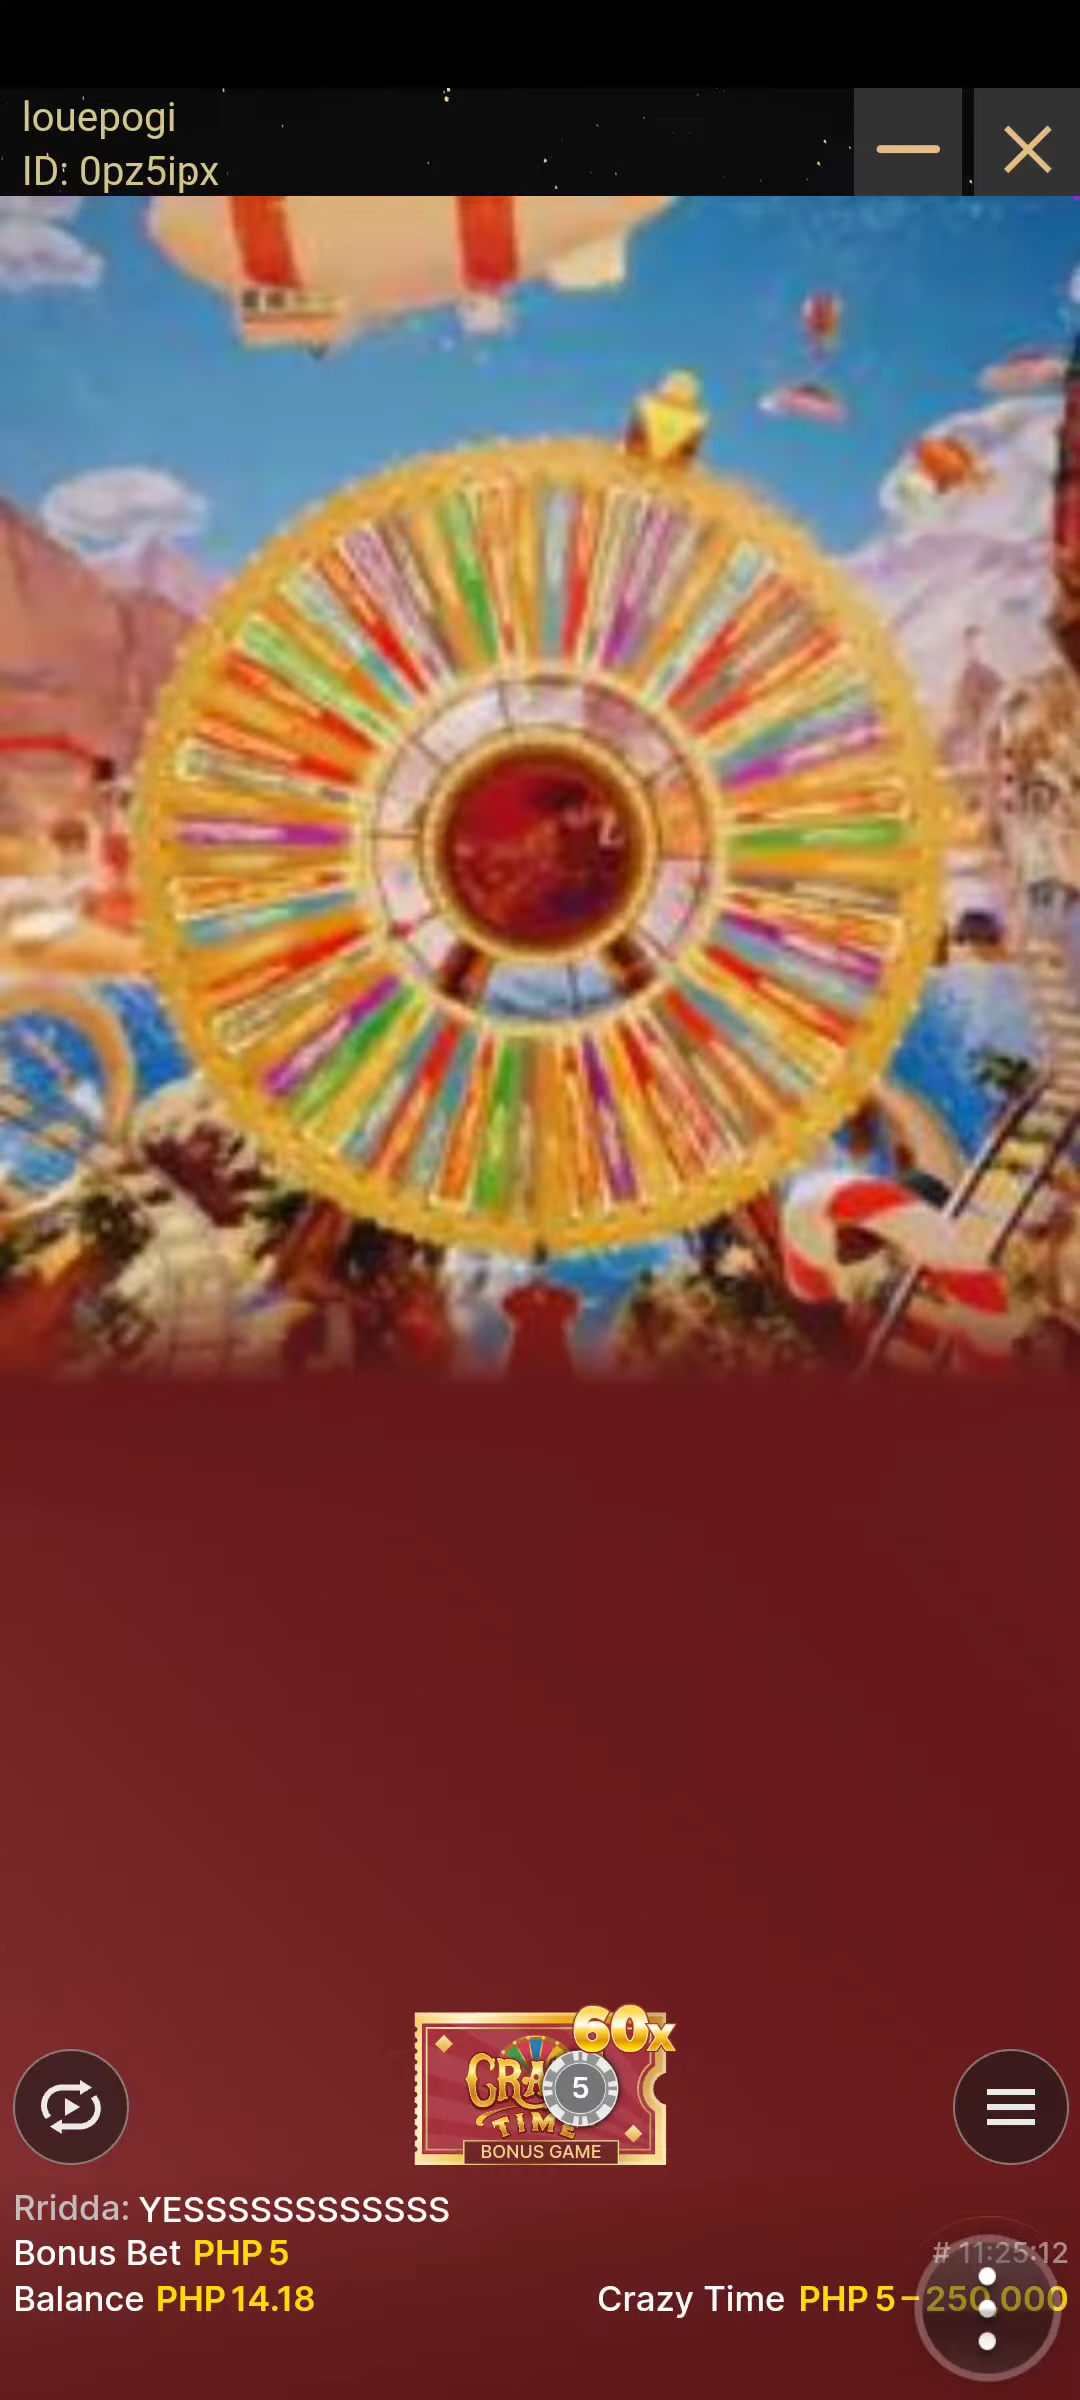 louepogi
ID: 0pz5ipx
60x
CRAZY
5
TIME
BONUS GAME
Rridda: YESSSSSSSSSSSS
Bonus Bet PHP 5
# 11:25:12
Balance PHP 14.18
Crazy Time PHP 5–250,000